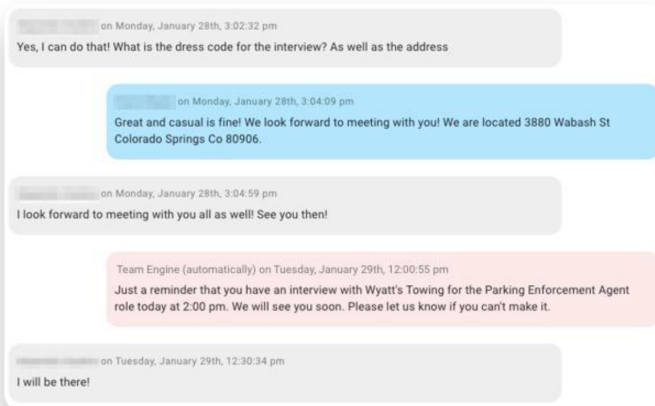 on Monday, January 28th, 3:02:32 pm
Yes, I can do that! What is the dress code for the interview? As well as the address
on Monday, January 28th, 3:04:09 pm
Great and casual is fine! We look forward to meeting with you! We are located 3880 Wabash St
Colorado Springs Co 80906.
on Monday, January 28th, 3:04:59 pm
I look forward to meeting with you all as well! See you then!
Team Engine (automatically) on Tuesday, January 29th, 12:00:55 pm
Just a reminder that you have an interview with Wyatt's Towing for the Parking Enforcement Agent
role today at 2:00 pm. We will see you soon. Please let us know if you can't make it.
on Tuesday, January 29th, 12:30:34 pm
I will be there!